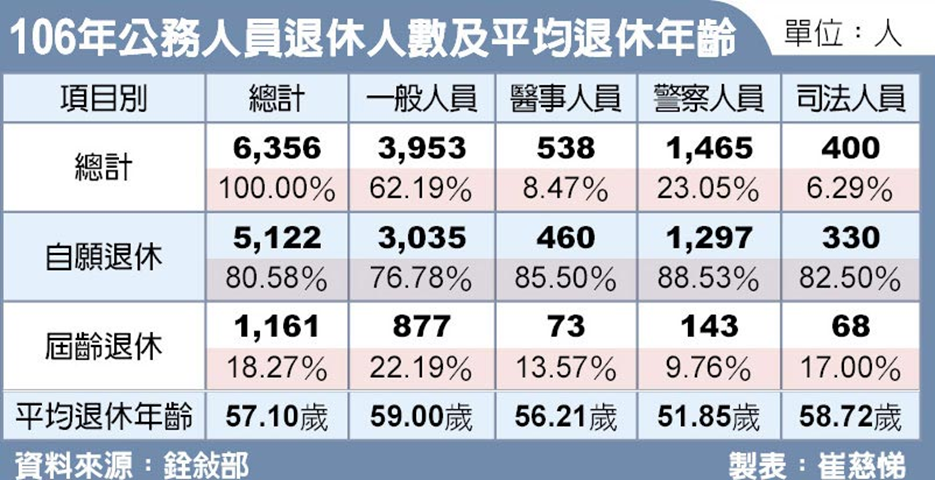 106年公務人員退休人數及平均退休年齡 單位：人
項目別 總計 一般人員 醫事人員 警察人員 司法人員
總計 6,356 3,953 538 1,465 400
100.00% 62.19% 8.47% 23.05% 6.29%
自願退休 5,122 3,035 460 1,297 330
80.58% 76.78% 85.50% 88.53% 82.50%
屆齡退休 1,161 877 73 143 68
18.27% 22.19% 13.57% 9.76% 17.00%
平均退休年齡 57.10歲 59.00歲 56.21歲 51.85歲 58.72歲
資料來源：銓敍部 製表：崔慈悌